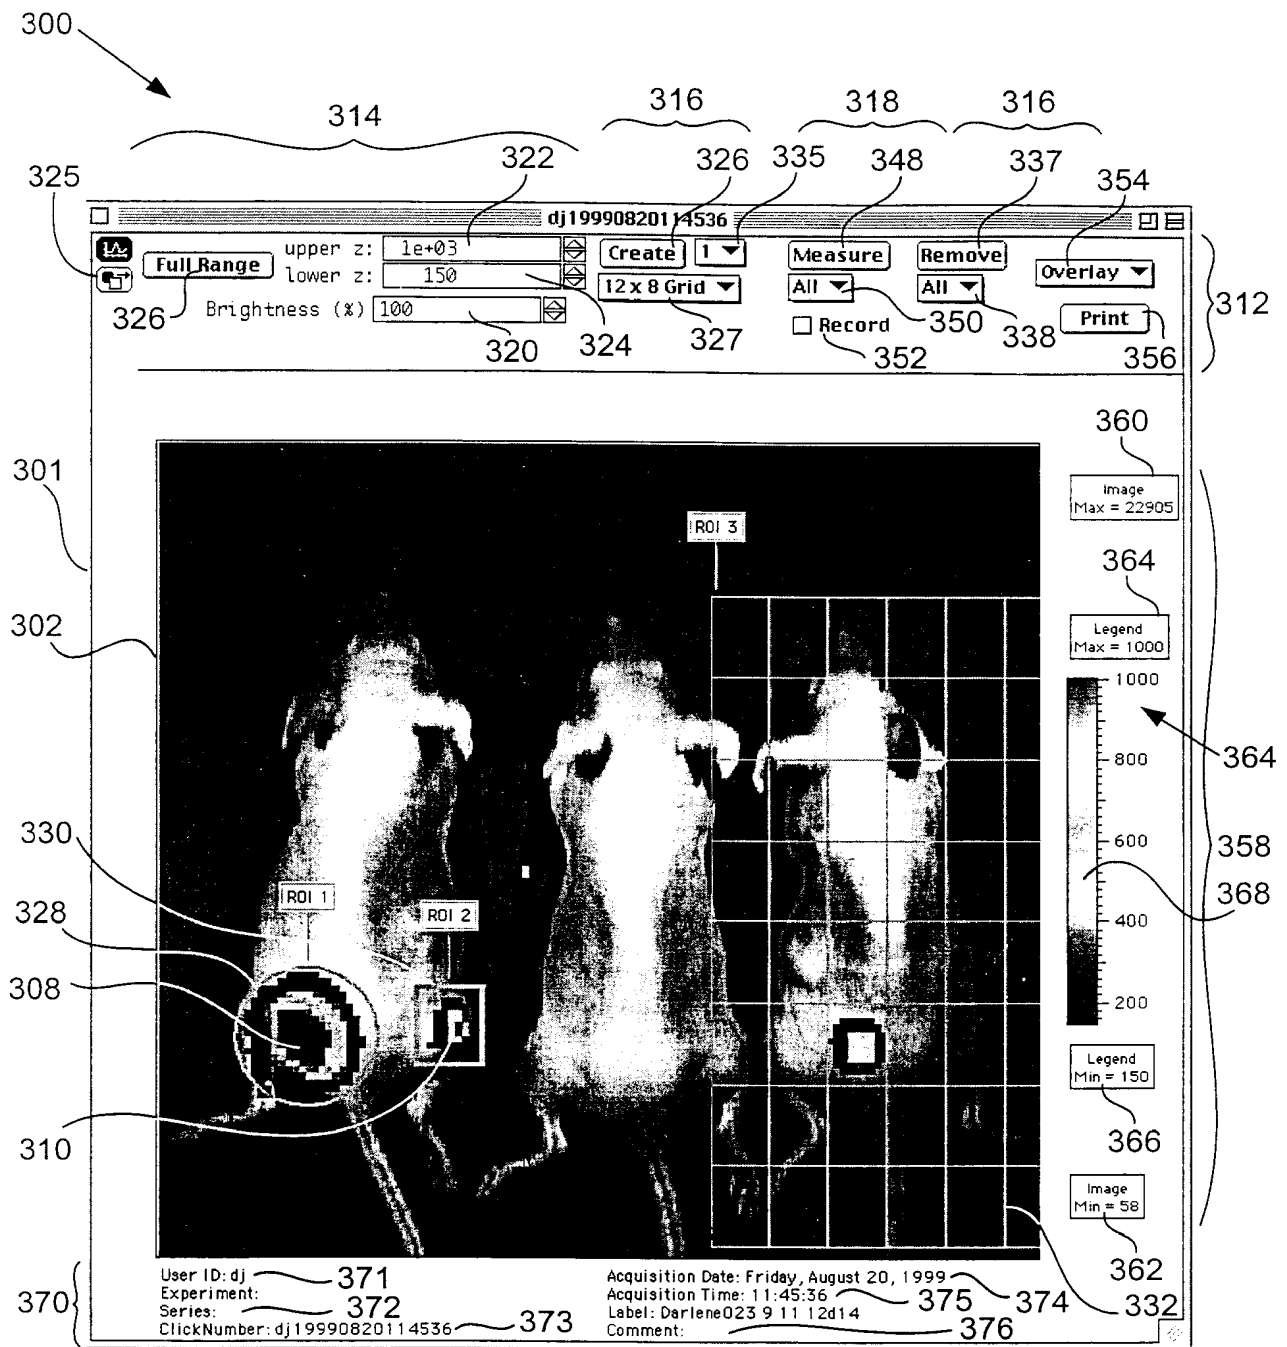 300
314
316
318
316
322
326
335
348
337
354
325
dj19990820114536
upper z: 1e+03
Create
1
Measure
Remove
Full Range
lower z: 150
12 x 8 Grid
All
All
Overlay
326
Brightness (%) 100
320
324
327
Record
350
352
338
Print
356
312
360
301
Image
Max = 22905
ROI 3
364
302
Legend
Max = 1000
1000
364
800
330
600
358
368
328
ROI 1
ROI 2
400
308
200
310
Legend
Min = 150
366
Image
Min = 58
362
370
User ID: dj
371
Experiment:
Series:
372
ClickNumber: dj19990820114536
373
Acquisition Date: Friday, August 20, 1999
374
Acquisition Time: 11:45:36
375
Label: Darlene023 9 11 12d14
Comment:
376
332